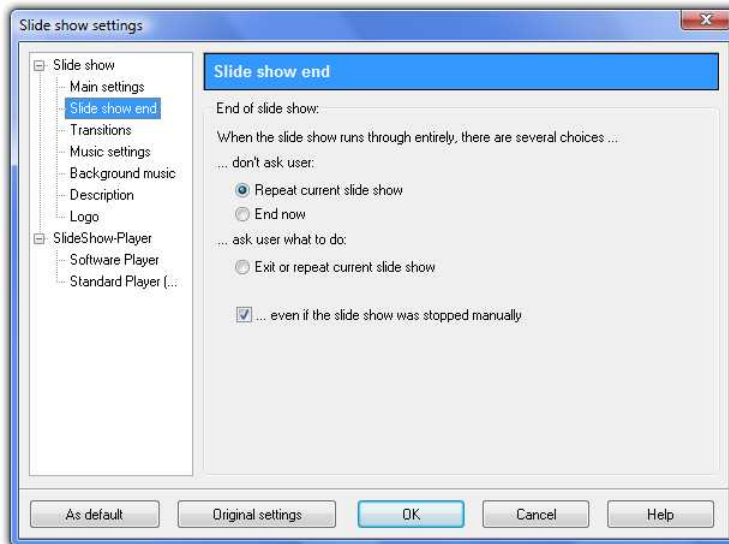 Slide show settings
Slide show
Main settings
Slide show end
Transitions
Music settings
Background music
Description
Logo
SlideShow-Player
Software Player
Standard Player (...
Slide show end
End of slide show:
When the slide show runs through entirely, there are several choices ...
... don't ask user:
Repeat current slide show
End now
... ask user what to do:
Exit or repeat current slide show
... even if the slide show was stopped manually
As default
Original settings
OK
Cancel
Help